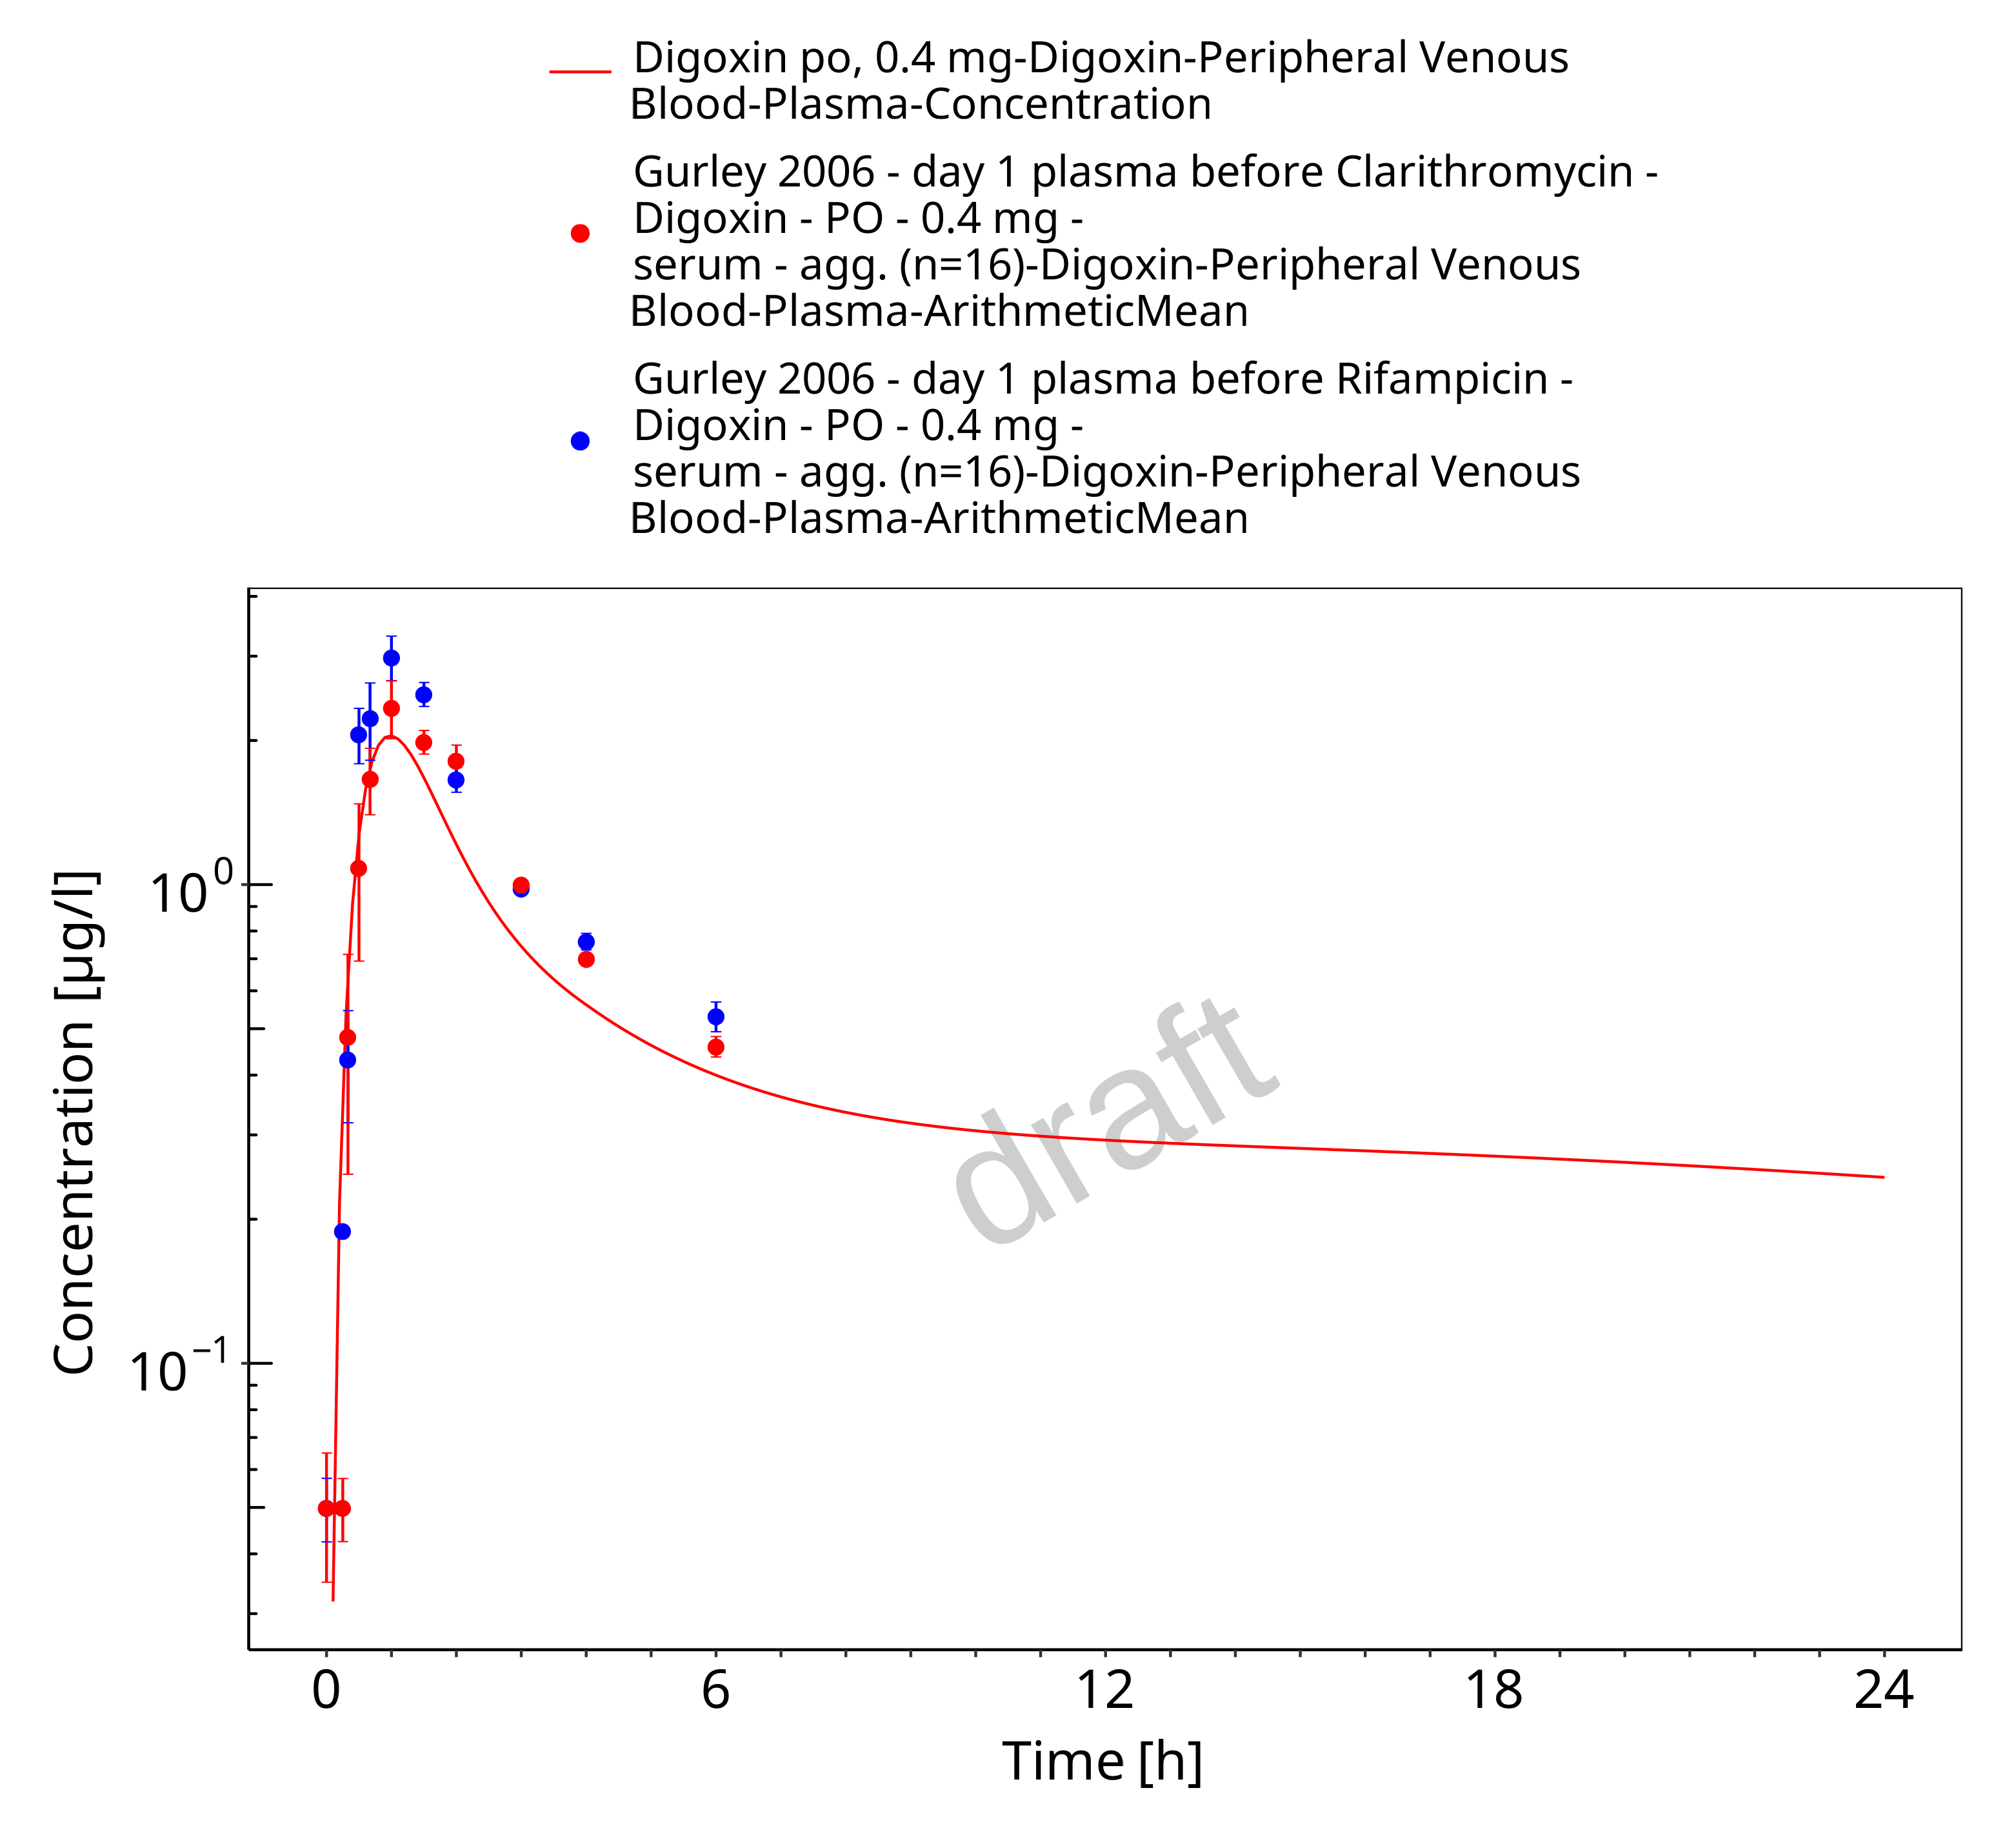 Digoxin po, 0.4 mg-Digoxin-Peripheral Venous
Blood-Plasma-Concentration
Gurley 2006 - day 1 plasma before Clarithromycin -
Digoxin - PO - 0.4 mg -
serum - agg. (n=16)-Digoxin-Peripheral Venous
Blood-Plasma-ArithmeticMean
Gurley 2006 - day 1 plasma before Rifampicin -
Digoxin - PO - 0.4 mg -
serum - agg. (n=16)-Digoxin-Peripheral Venous
Blood-Plasma-ArithmeticMean
Concentration [µg/l]
10⁰
10⁻¹
draft
0 6 12 18 24
Time [h]